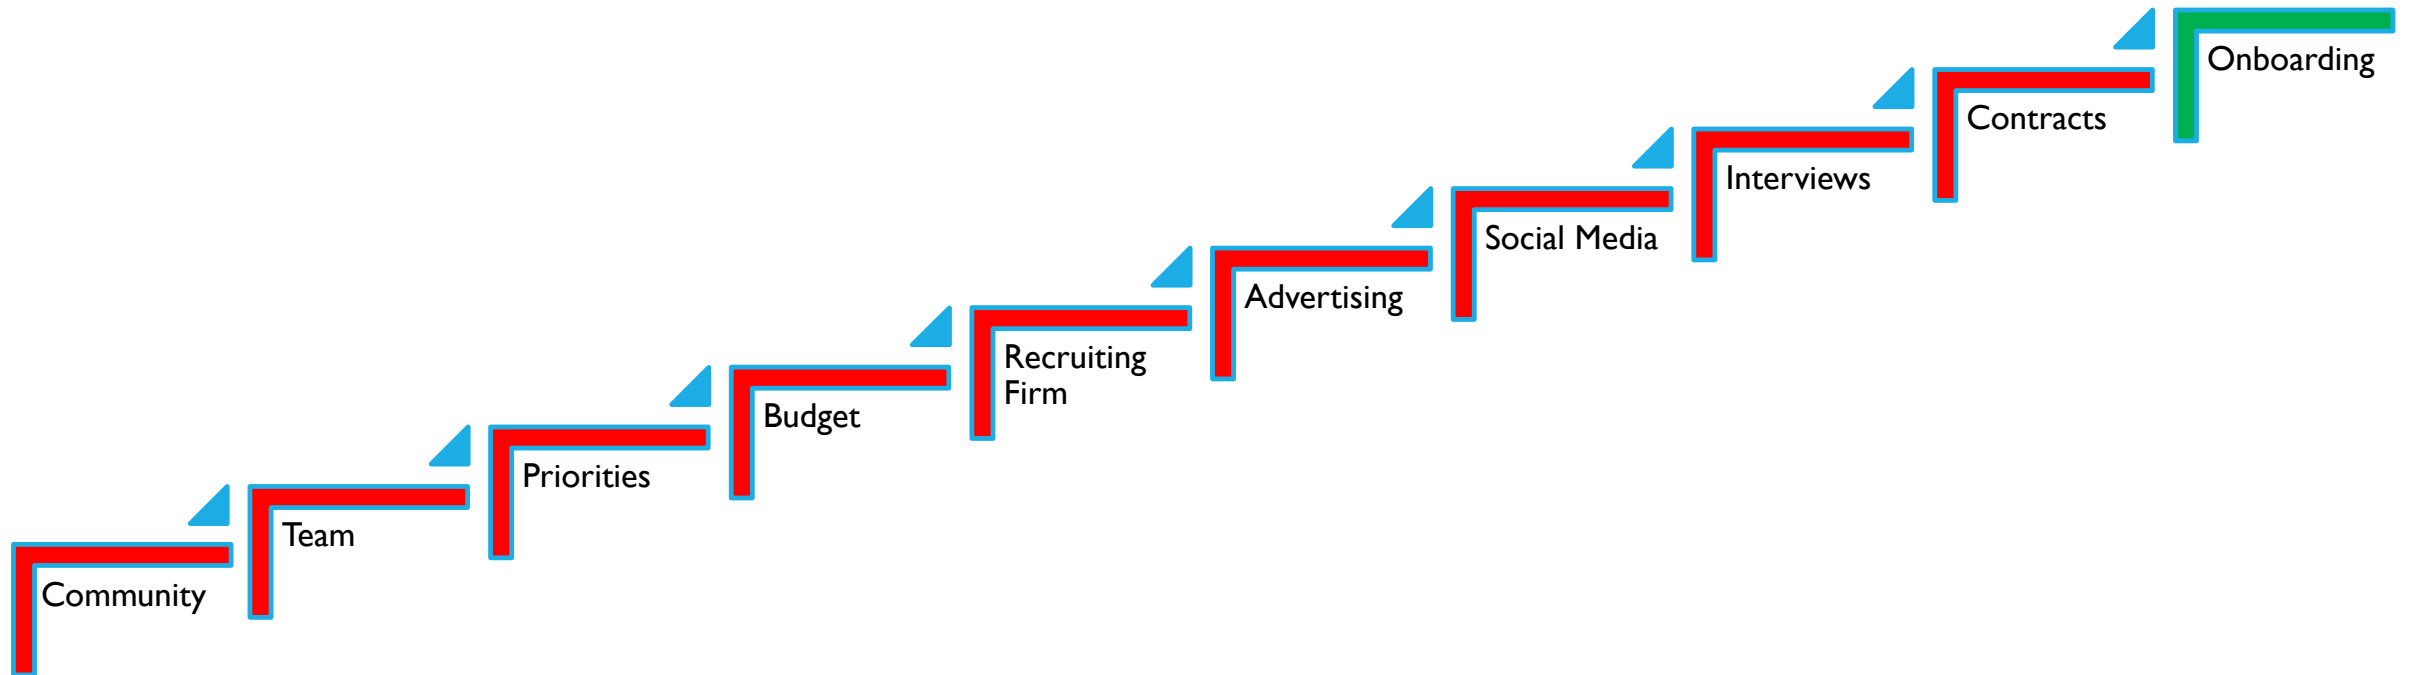 Community
Team
Priorities
Budget
Recruiting
Firm
Advertising
Social Media
Interviews
Contracts
Onboarding